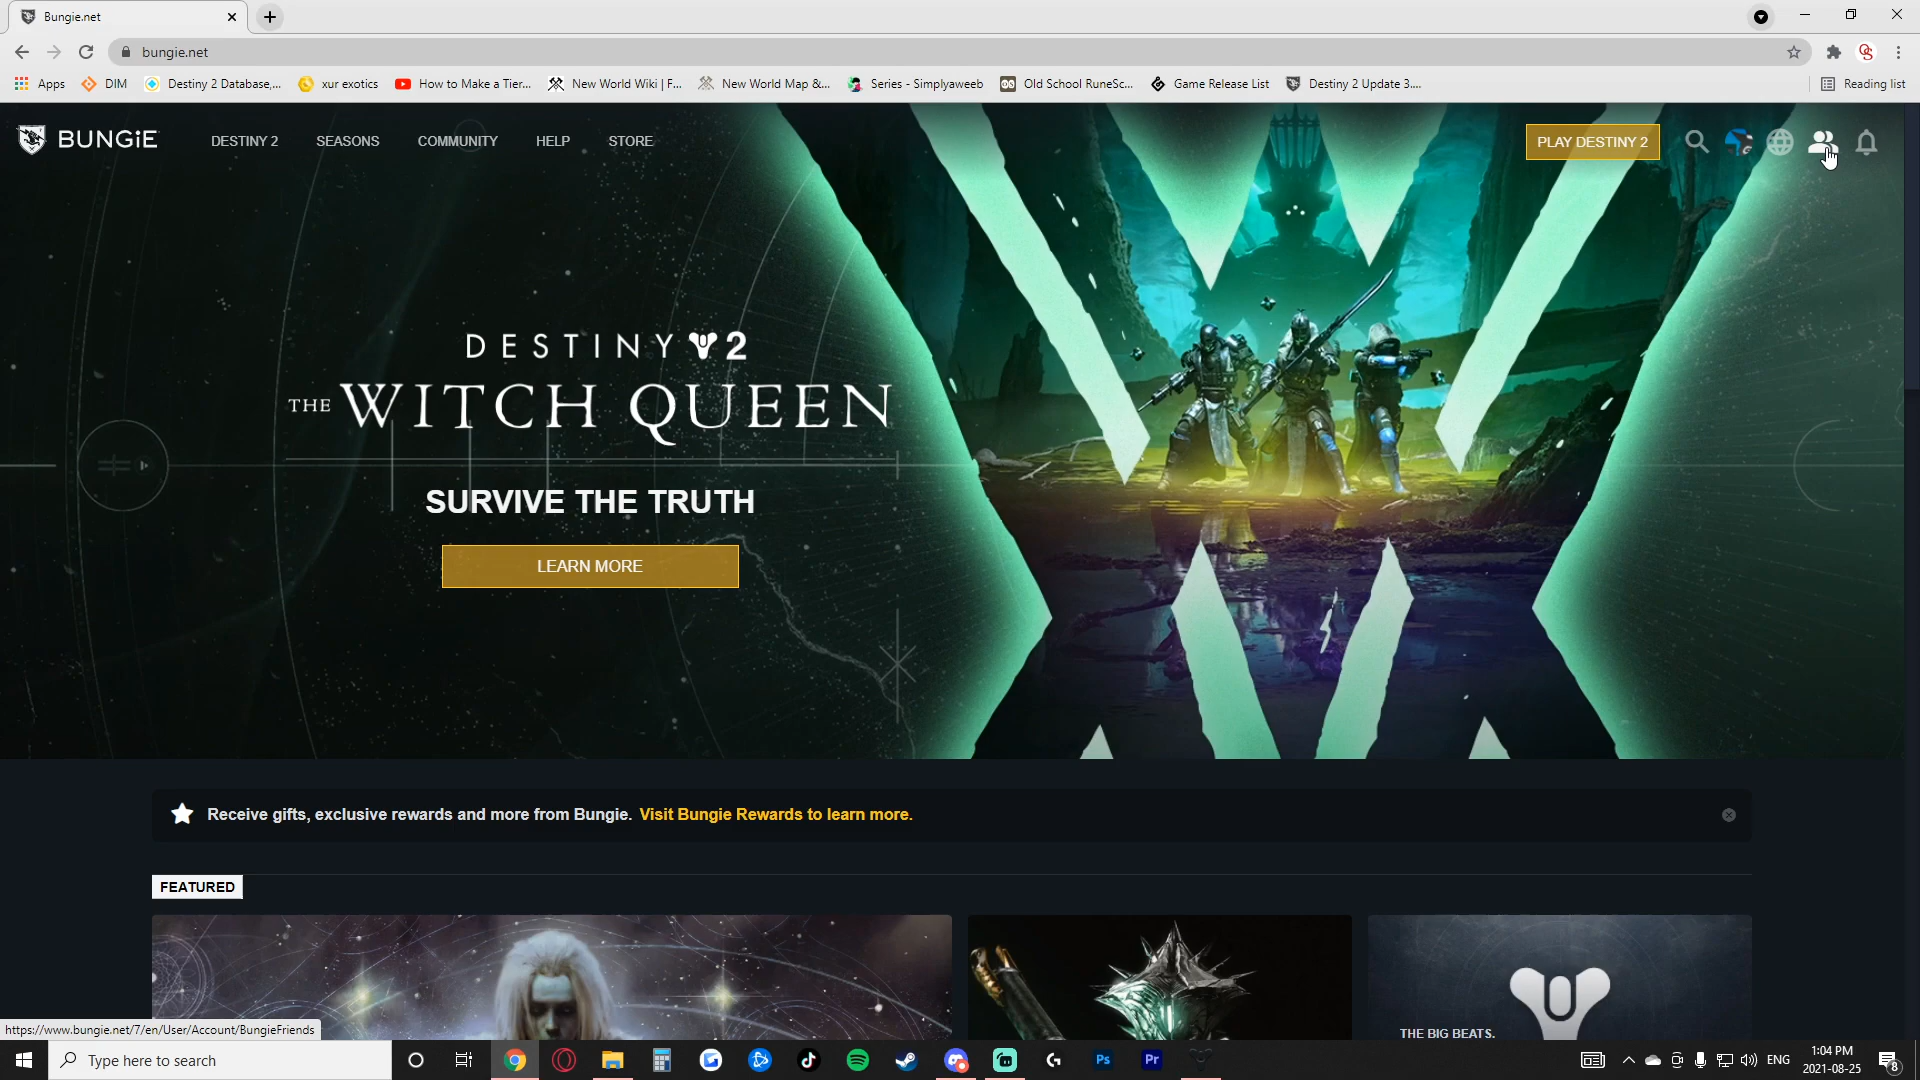 Bungie.net
bungie.net
Apps DIM Destiny 2 Database,... xur exotics How to Make a Tier... New World Wiki | F... New World Map &... Series - Simplyaweeb Old School RuneSc... Game Release List Destiny 2 Update 3.... Reading list
BUNGiE DESTINY 2 SEASONS COMMUNITY HELP STORE PLAY DESTINY 2
DESTINY 2
THE WITCH QUEEN
SURVIVE THE TRUTH
LEARN MORE
Receive gifts, exclusive rewards and more from Bungie. Visit Bungie Rewards to learn more.
FEATURED
THE BIG BEATS.
https://www.bungie.net/7/en/User/Account/BungieFriends
Type here to search
Ps Pr
ENG
1:04 PM
2021-08-25
8